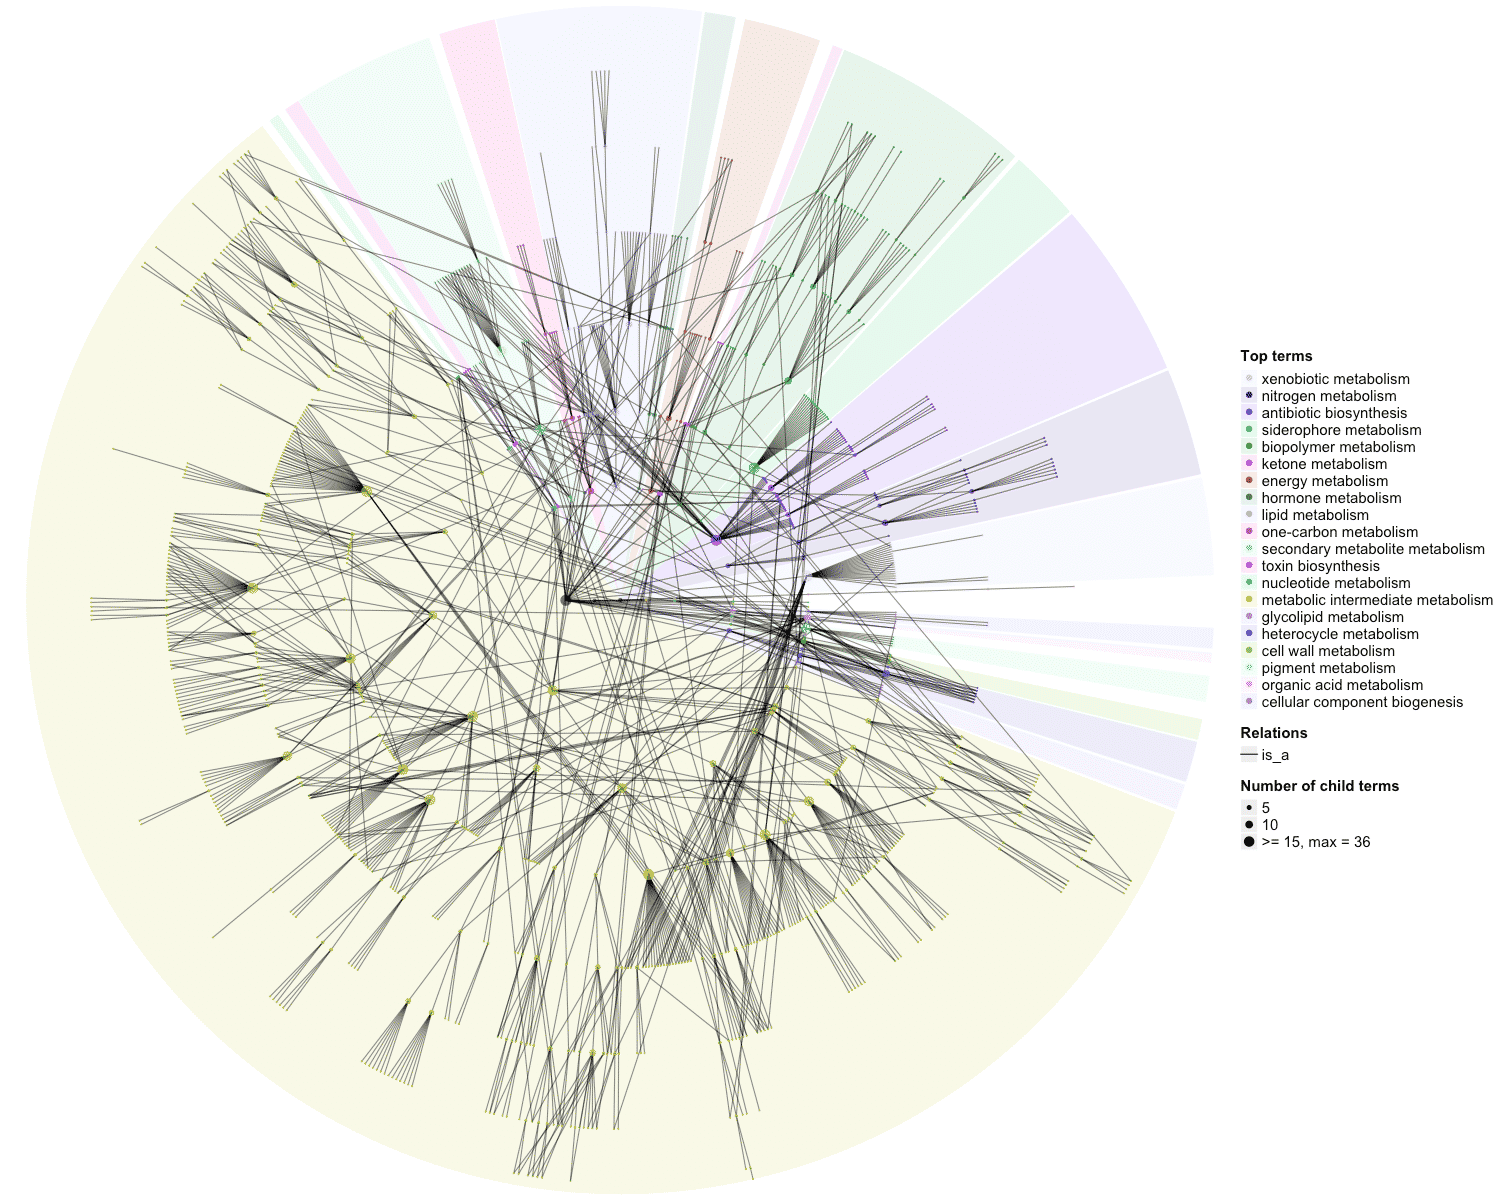 Top terms
xenobiotic metabolism
nitrogen metabolism
antibiotic biosynthesis
siderophore metabolism
biopolymer metabolism
ketone metabolism
energy metabolism
hormone metabolism
lipid metabolism
one-carbon metabolism
secondary metabolite metabolism
toxin biosynthesis
nucleotide metabolism
metabolic intermediate metabolism
glycolipid metabolism
heterocycle metabolism
cell wall metabolism
pigment metabolism
organic acid metabolism
cellular component biogenesis
Relations
is_a
Number of child terms
5
10
>= 15, max = 36